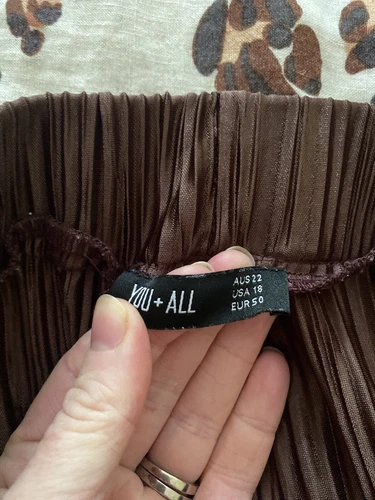 YOU + ALL
AUS 22
USA 18
EUR 50